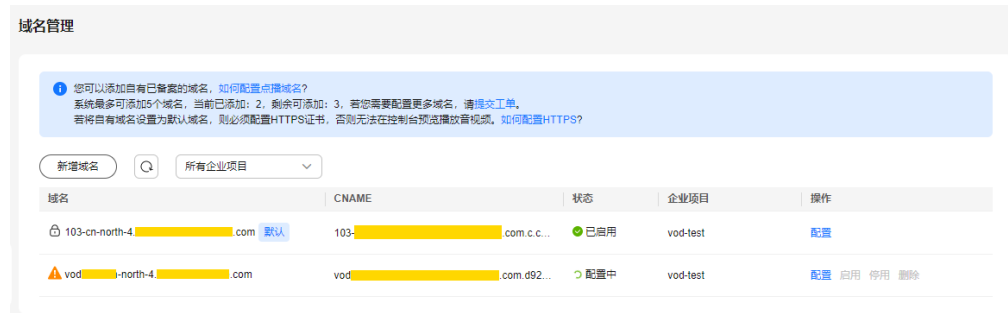 域名管理
您可以添加自有已备案的域名，如何配置点播域名?
系统最多可添加5个域名，当前已添加：2，剩余可添加：3，若您需要配置更多域名，请提交工单。
若将自有域名设置为默认域名，则必须配置HTTPS证书，否则无法在控制台预览播放音视频。如何配置HTTPS?
新增域名 所有企业项目
域名 CNAME 状态 企业项目 操作
103-cn-north-4. .com 默认 103- .com.c.c... 已启用 vod-test 配置
vod -north-4. .com vod .com.d92... 配置中 vod-test 配置 启用 停用 删除